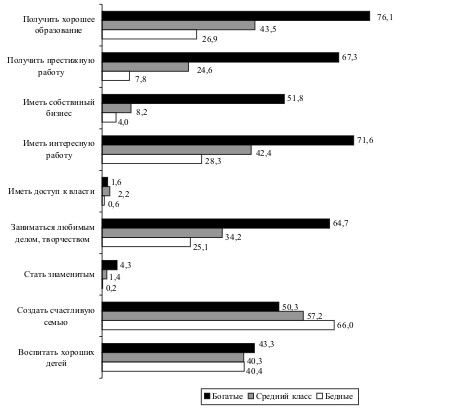 Получить хорошее
образование
76,1
43,5
26,9
Получить престижную
работу
67,3
24,6
7,8
Иметь собствиный
бизнес
51,8
8,2
4,0
Иметь интересную
работу
71,6
42,4
28,3
Иметь доступ к власти
1,6
2,2
0,6
Заниматься любимым
делом, творчеством
64,7
34,2
25,1
Стать знаменитым
4,3
1,4
0,2
Создать счастливую
семью
50,3
57,2
66,0
Воспитать хороших
детей
43,3
40,3
40,4
Богатые Средний класс Бедные